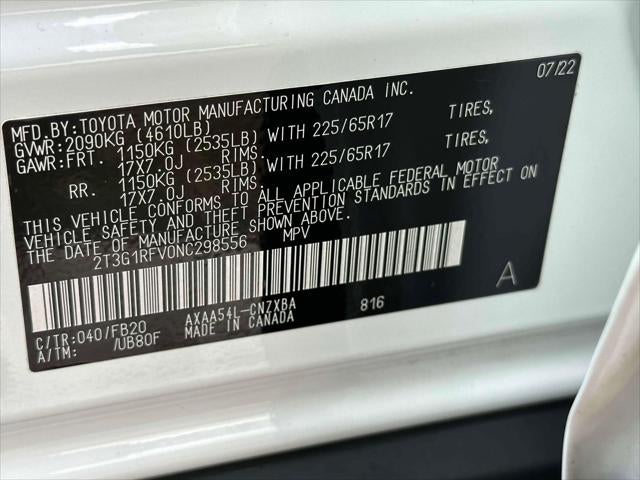 07/22
MFD.BY:TOYOTA MOTOR MANUFACTURING CANADA INC.
GVWR:2090KG (4610LB)
GAWR:FRT. 1150KG (2535LB) WITH 225/65R17 TIRES,
17X7.0J RIMS.
RR. 1150KG (2535LB) WITH 225/65R17 TIRES,
17X7.0J RIMS.
THIS VEHICLE CONFORMS TO ALL APPLICABLE FEDERAL MOTOR
VEHICLE SAFETY AND THEFT PREVENTION STANDARDS IN EFFECT ON
THE DATE OF MANUFACTURE SHOWN ABOVE.
2T3G1RFV0NC298556 MPV
A
C/TR:040/FB20 AXAA54L-CNZXBA 816
A/TM: /UB80F MADE IN CANADA